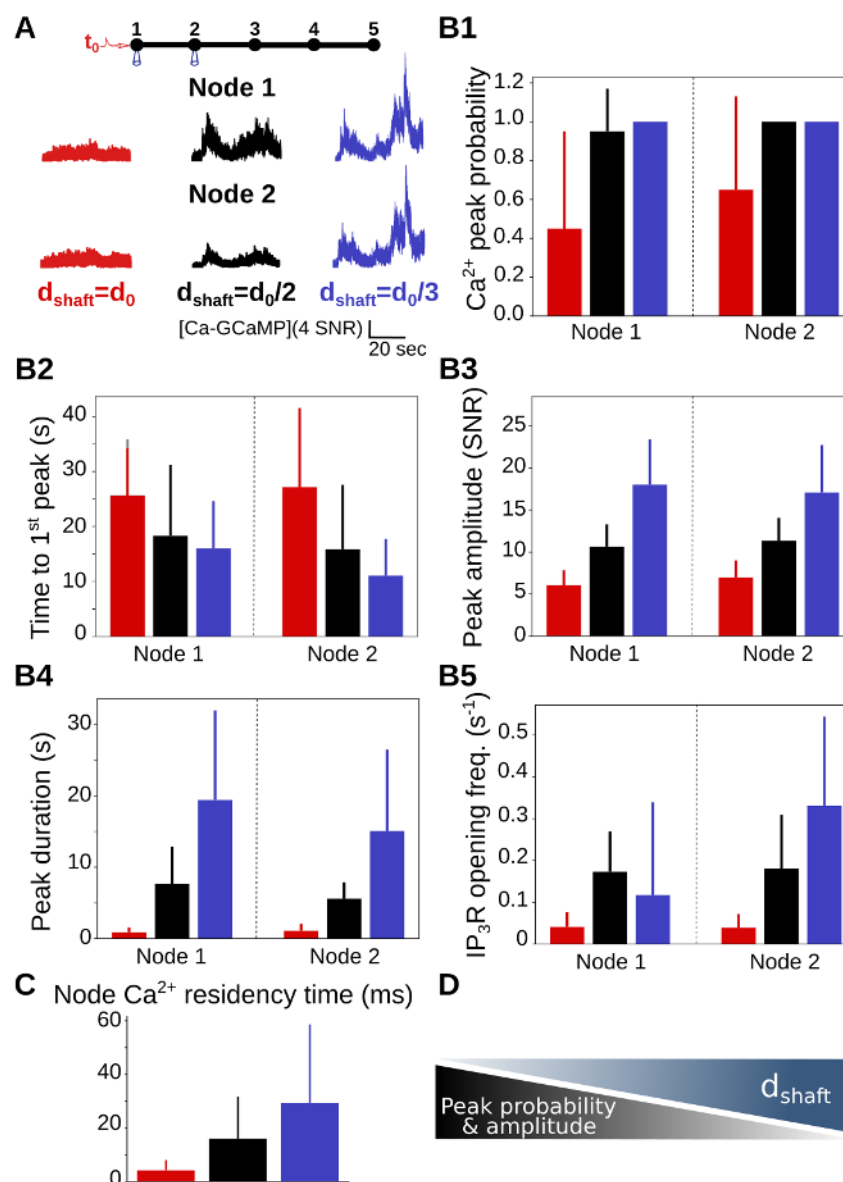 A
B1
t0
1 2 3 4 5
Node 1
Node 2
dshaft=d0 dshaft=d0/2 dshaft=d0/3
[Ca-GCaMP](4 SNR)
20 sec
Ca2+ peak probability
1.2
1.0
0.8
0.6
0.4
0.2
0.0
Node 1 Node 2
B2
Time to 1st peak (s)
40
30
20
10
0
Node 1 Node 2
B3
Peak amplitude (SNR)
25
20
15
10
5
0
Node 1 Node 2
B4
Peak duration (s)
30
20
10
0
Node 1 Node 2
B5
IP3R opening freq. (s-1)
0.5
0.4
0.3
0.2
0.1
0
Node 1 Node 2
C
Node Ca2+ residency time (ms)
60
40
20
0
D
dshaft
Peak probability
& amplitude